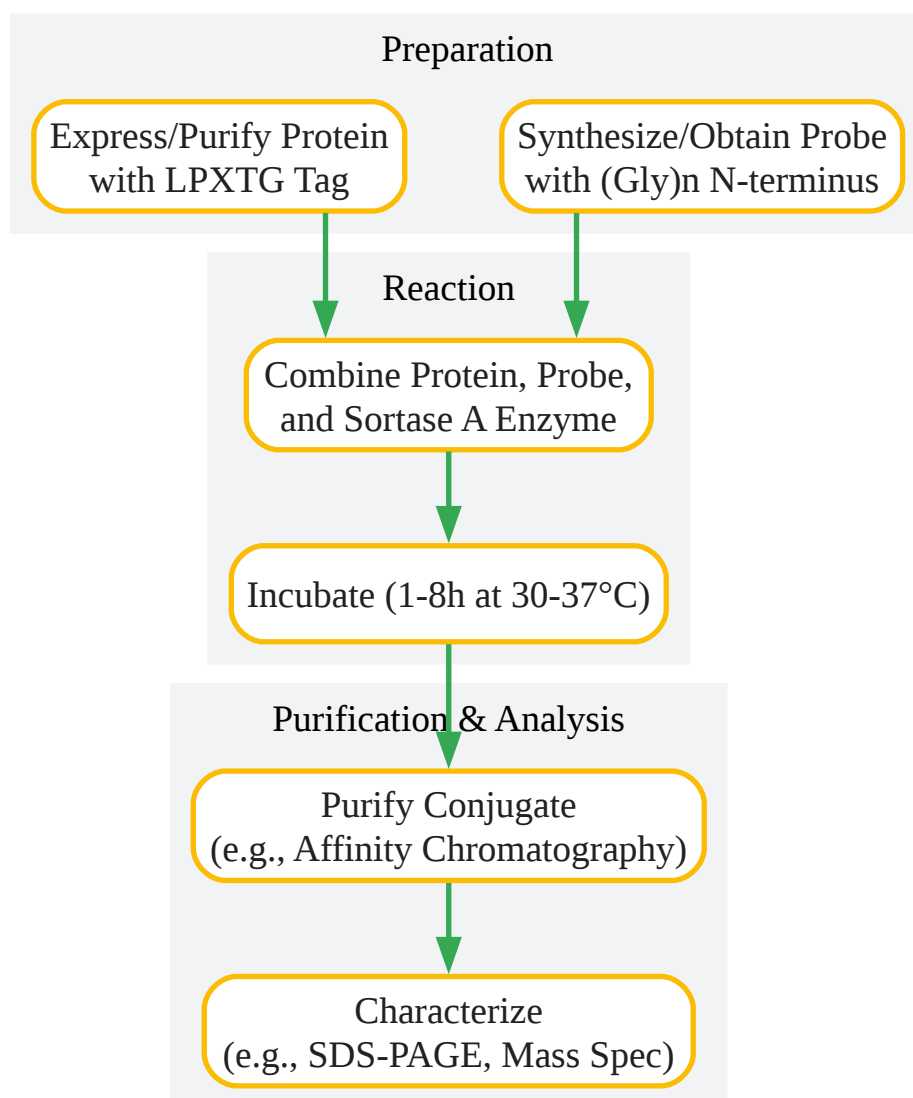 Preparation
Express/Purify Protein
with LPXTG Tag
Synthesize/Obtain Probe
with (Gly)n N-terminus
Reaction
Combine Protein, Probe,
and Sortase A Enzyme
Incubate (1-8h at 30-37°C)
Purification & Analysis
Purify Conjugate
(e.g., Affinity Chromatography)
Characterize
(e.g., SDS-PAGE, Mass Spec)